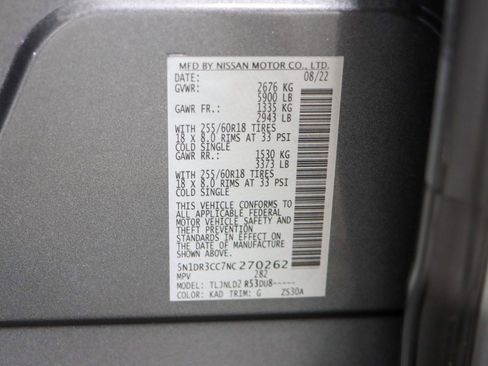 MFD BY NISSAN MOTOR CO., LTD.
DATE: 08/22
GVWR: 2676 KG
5900 LB
GAWR FR.: 1335 KG
2943 LB
WITH 255/60R18 TIRES
18 X 8.0 RIMS AT 33 PSI
COLD SINGLE
GAWR RR.: 1530 KG
3373 LB
WITH 255/60R18 TIRES
18 X 8.0 RIMS AT 33 PSI
COLD SINGLE
THIS VEHICLE CONFORMS TO
ALL APPLICABLE FEDERAL
MOTOR VEHICLE SAFETY AND
THEFT PREVENTION
STANDARDS IN EFFECT ON
THE DATE OF MANUFACTURE
SHOWN ABOVE.
5N1DR3CC7NC270262
MPV 282
MODEL: TLJNLD2 R53DU8-----
COLOR: KAD TRIM: G ZS30A